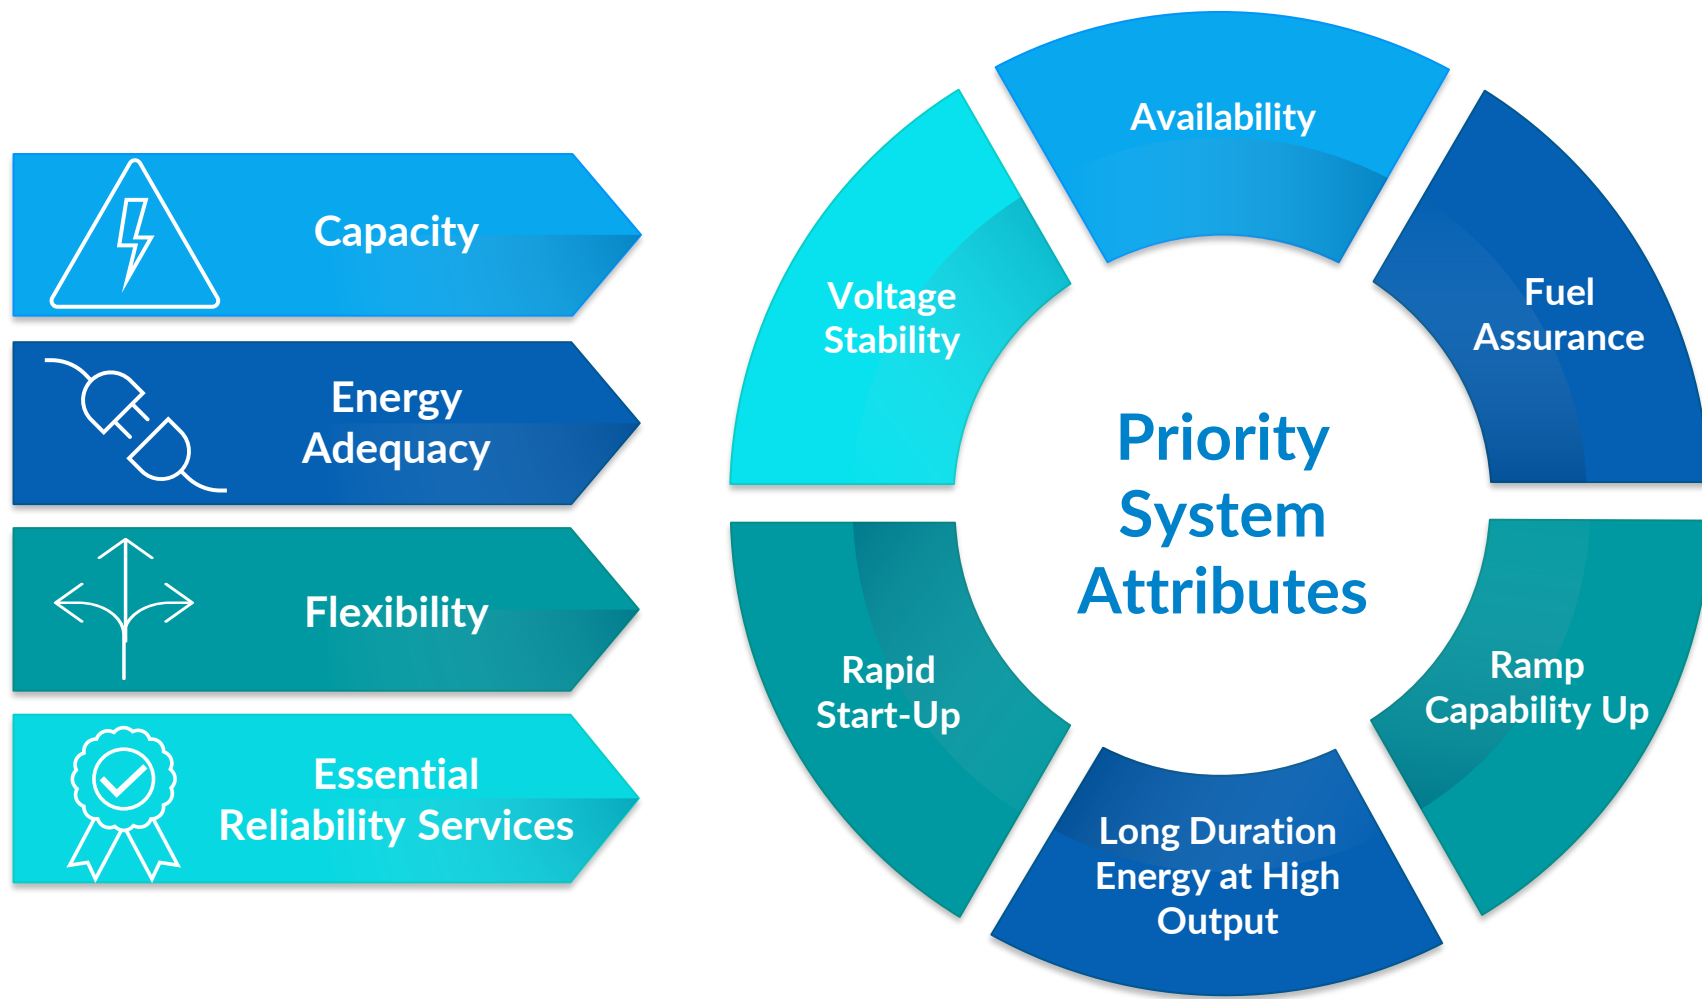 Capacity
Energy
Adequacy
Flexibility
Essential
Reliability Services
Availability
Fuel
Assurance
Ramp
Capability Up
Long Duration
Energy at High
Output
Rapid
Start-Up
Voltage
Stability
Priority
System
Attributes